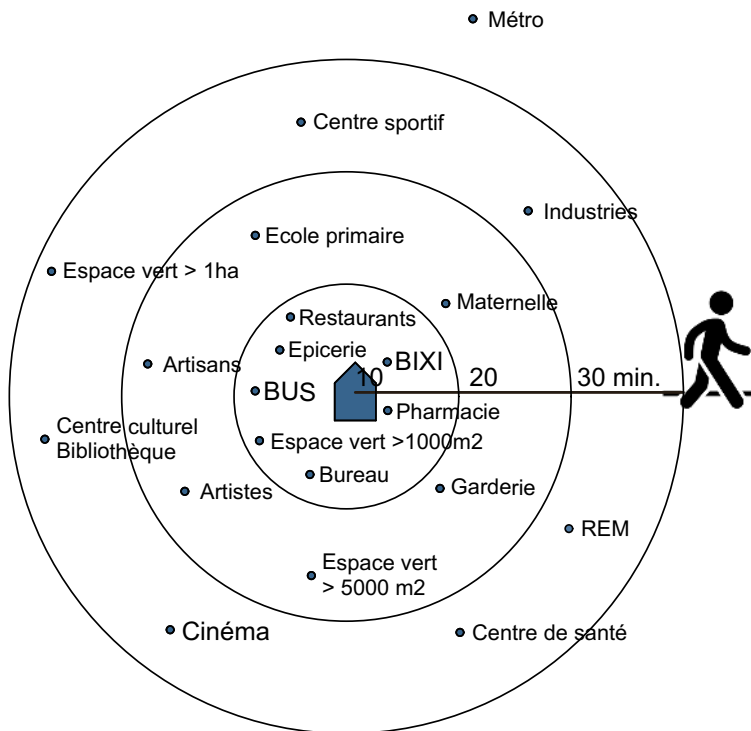 Métro
Centre sportif
Industries
Ecole primaire
Espace vert > 1ha
Maternelle
Restaurants
Epicerie
BIXI
Artisans
10
20
30 min.
BUS
Pharmacie
Centre culturel
Bibliothèque
Espace vert >1000m2
Bureau
Artistes
Garderie
REM
Espace vert
> 5000 m2
Cinéma
Centre de santé